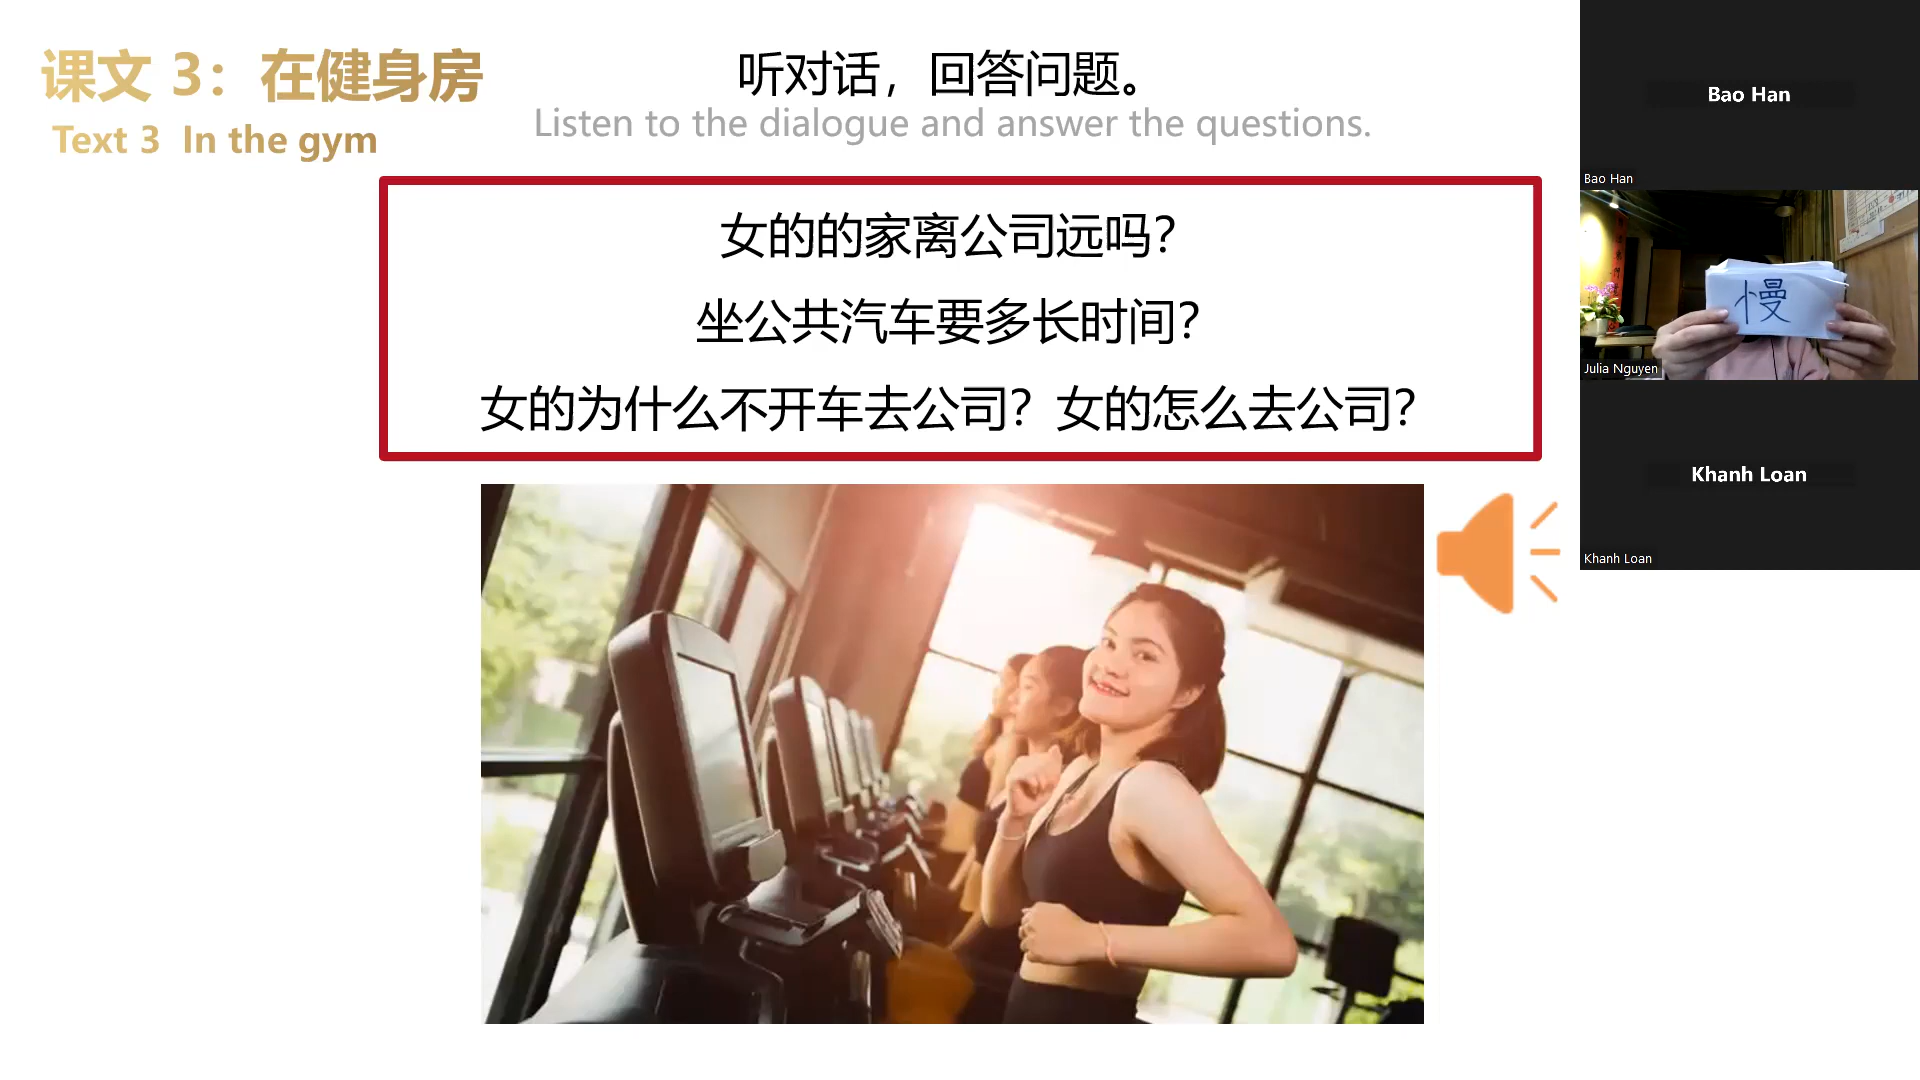 课文 3：在健身房
Text 3 In the gym
听对话，回答问题。
Listen to the dialogue and answer the questions.
女的的家离公司远吗？
坐公共汽车要多长时间？
女的为什么不开车去公司？女的怎么去公司？
Bao Han
Bao Han
慢
Julia Nguyen
Khanh Loan
Khanh Loan